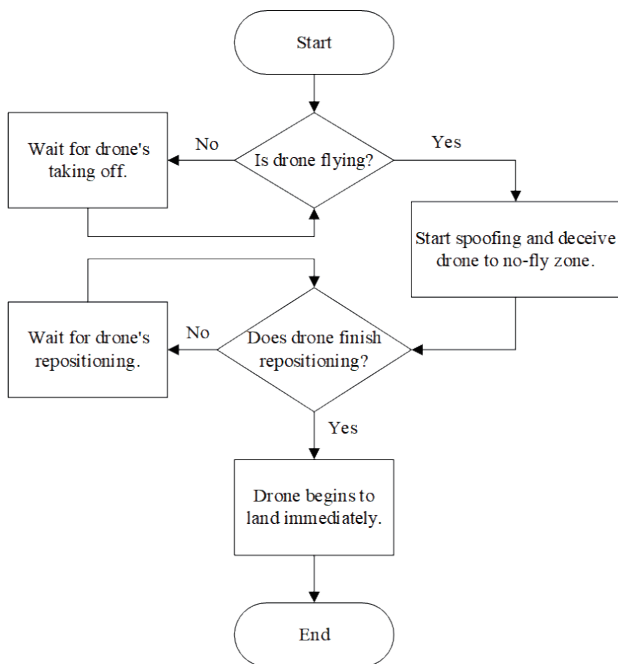 Start
Is drone flying?
No
Wait for drone's
taking off.
Yes
Start spoofing and deceive
drone to no-fly zone.
Does drone finish
repositioning?
No
Wait for drone's
repositioning.
Yes
Drone begins to
land immediately.
End